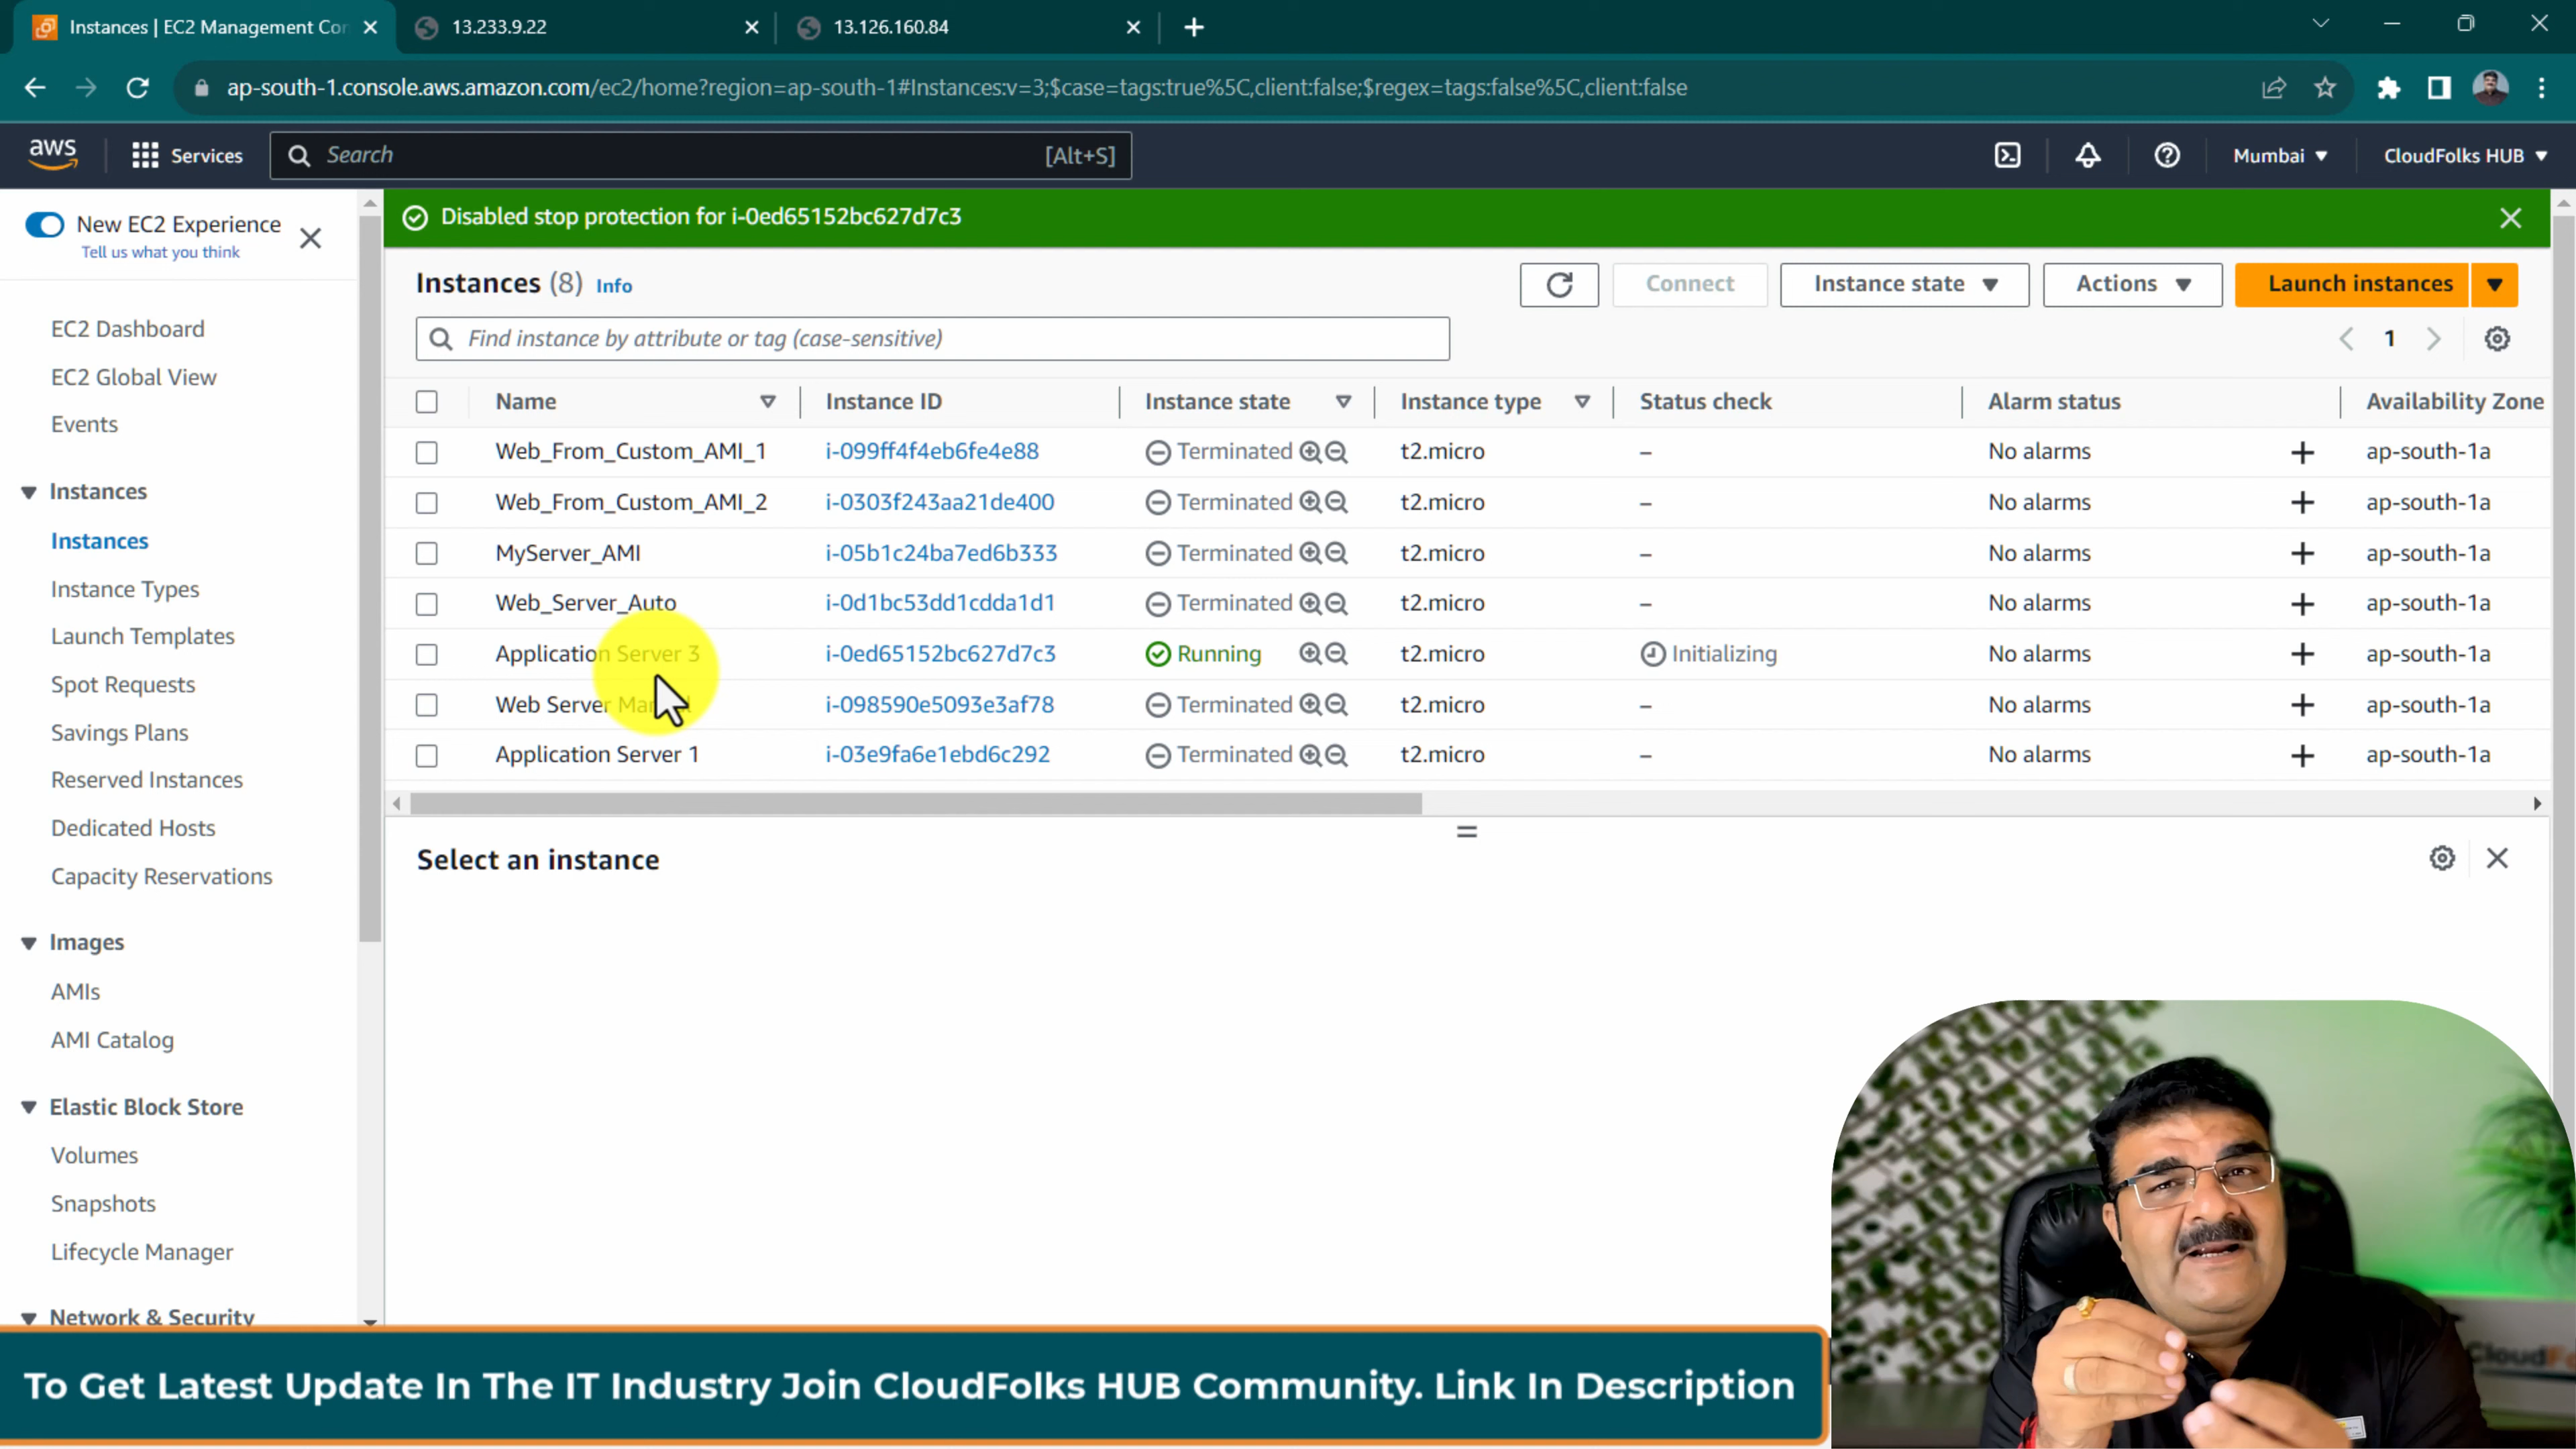 Instances | EC2 Management Con
13.233.9.22
13.126.160.84
ap-south-1.console.aws.amazon.com/ec2/home?region=ap-south-1#Instances:v=3;$case=tags:true%5C,client:false;$regex=tags:false%5C,client:false
aws
Services
Search
[Alt+S]
Mumbai
CloudFolks HUB
New EC2 Experience
Tell us what you think
EC2 Dashboard
EC2 Global View
Events
Instances
Instances
Instance Types
Launch Templates
Spot Requests
Savings Plans
Reserved Instances
Dedicated Hosts
Capacity Reservations
Images
AMIs
AMI Catalog
Elastic Block Store
Volumes
Snapshots
Lifecycle Manager
Network & Security
Disabled stop protection for i-0ed65152bc627d7c3
Instances (8) Info
Connect
Instance state
Actions
Launch instances
Find instance by attribute or tag (case-sensitive)
1
Name Instance ID Instance state Instance type Status check Alarm status Availability Zone
Web_From_Custom_AMI_1 i-099ff4f4eb6fe4e88 Terminated t2.micro – No alarms + ap-south-1a
Web_From_Custom_AMI_2 i-0303f243aa21de400 Terminated t2.micro – No alarms + ap-south-1a
MyServer_AMI i-05b1c24ba7ed6b333 Terminated t2.micro – No alarms + ap-south-1a
Web_Server_Auto i-0d1bc53dd1cdda1d1 Terminated t2.micro – No alarms + ap-south-1a
Application Server 3 i-0ed65152bc627d7c3 Running t2.micro Initializing No alarms + ap-south-1a
Web Server i-098590e5093e3af78 Terminated t2.micro – No alarms + ap-south-1a
Application Server 1 i-03e9fa6e1ebd6c292 Terminated t2.micro – No alarms + ap-south-1a
Select an instance
To Get Latest Update In The IT Industry Join CloudFolks HUB Community. Link In Description